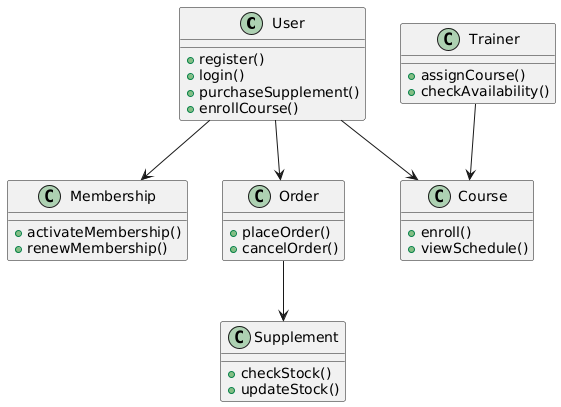 C User
register()
login()
purchaseSupplement()
enrollCourse()
C Trainer
assignCourse()
checkAvailability()
C Membership
activateMembership()
renewMembership()
C Order
placeOrder()
cancelOrder()
C Course
enroll()
viewSchedule()
C Supplement
checkStock()
updateStock()